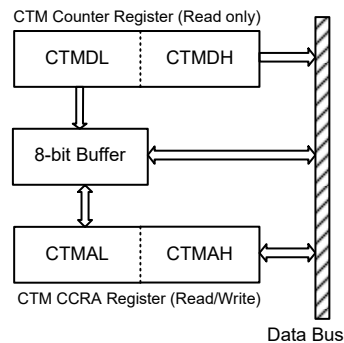 CTM Counter Register (Read only)
CTMDL CTMDH
8-bit Buffer
CTMAL CTMAH
CTM CCRA Register (Read/Write)
Data Bus